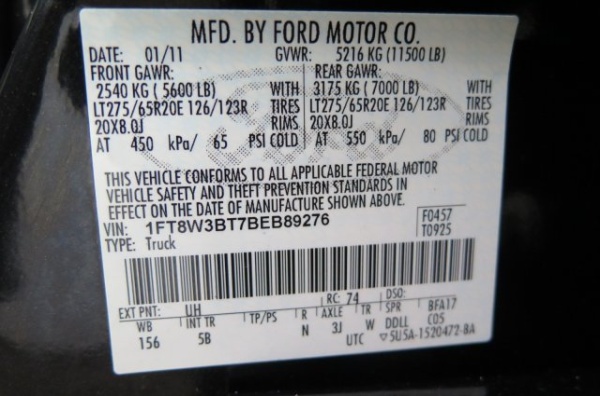 MFD. BY FORD MOTOR CO.
DATE: 01/11 GVWR: 5216 KG (11500 LB)
FRONT GAWR: REAR GAWR:
2540 KG (5600 LB) WITH 3175 KG (7000 LB) WITH
LT275/65R20E 126/123R TIRES LT275/65R20E 126/123R TIRES
20X8.0J RIMS 20X8.0J RIMS
AT 450 kPa/ 65 PSI COLD AT 550 kPa/ 80 PSI COLD
THIS VEHICLE CONFORMS TO ALL APPLICABLE FEDERAL MOTOR
VEHICLE SAFETY AND THEFT PREVENTION STANDARDS IN
EFFECT ON THE DATE OF MANUFACTURE SHOWN ABOVE.
VIN: 1FT8W3BT7BEB89276 F0457
TYPE: Truck T0925
EXT PNT: UH RC: 74 DSO:
WB INT TR TP/PS R AXLE TR SPR BFA17
156 5B N 3J W DDLL C05
UTC ▽SU5A-1520472-BA